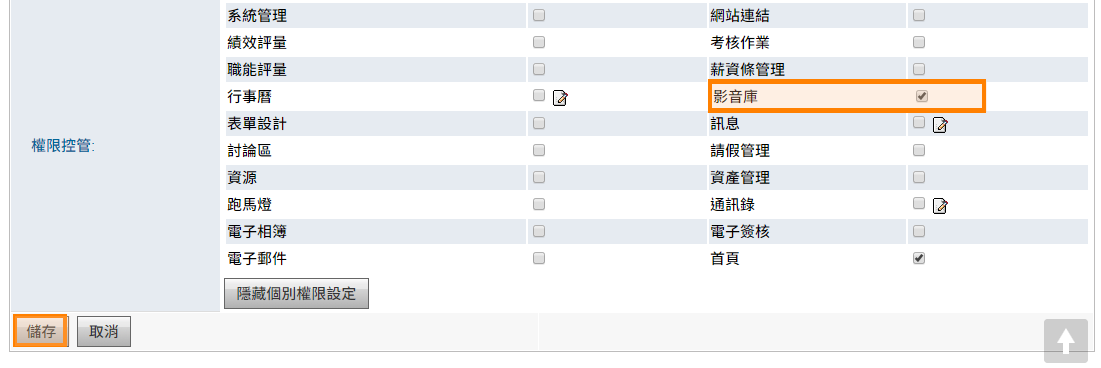 系統管理 網站連結
績效評量 考核作業
職能評量 薪資條管理
行事曆 影音庫
表單設計 訊息
權限控管:
討論區 請假管理
資源 資產管理
跑馬燈 通訊錄
電子相簿 電子簽核
電子郵件 首頁
隱藏個別權限設定
儲存 取消